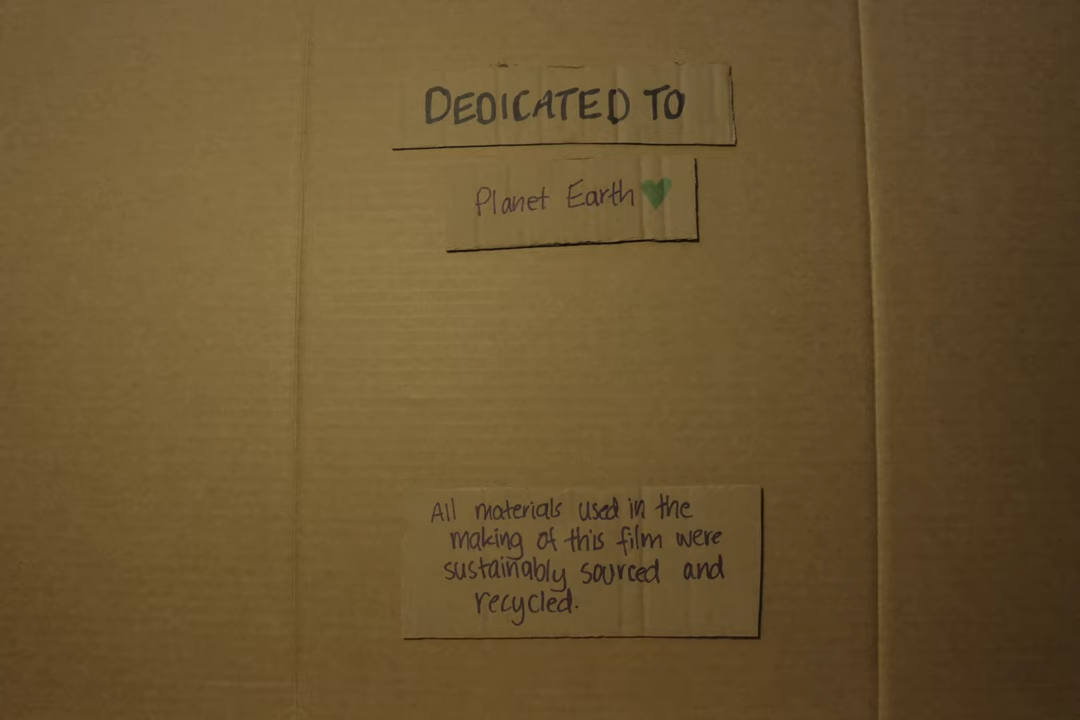 DEDICATED TO
Planet Earth
All materials used in the
making of this film were
sustainably sourced and
recycled.